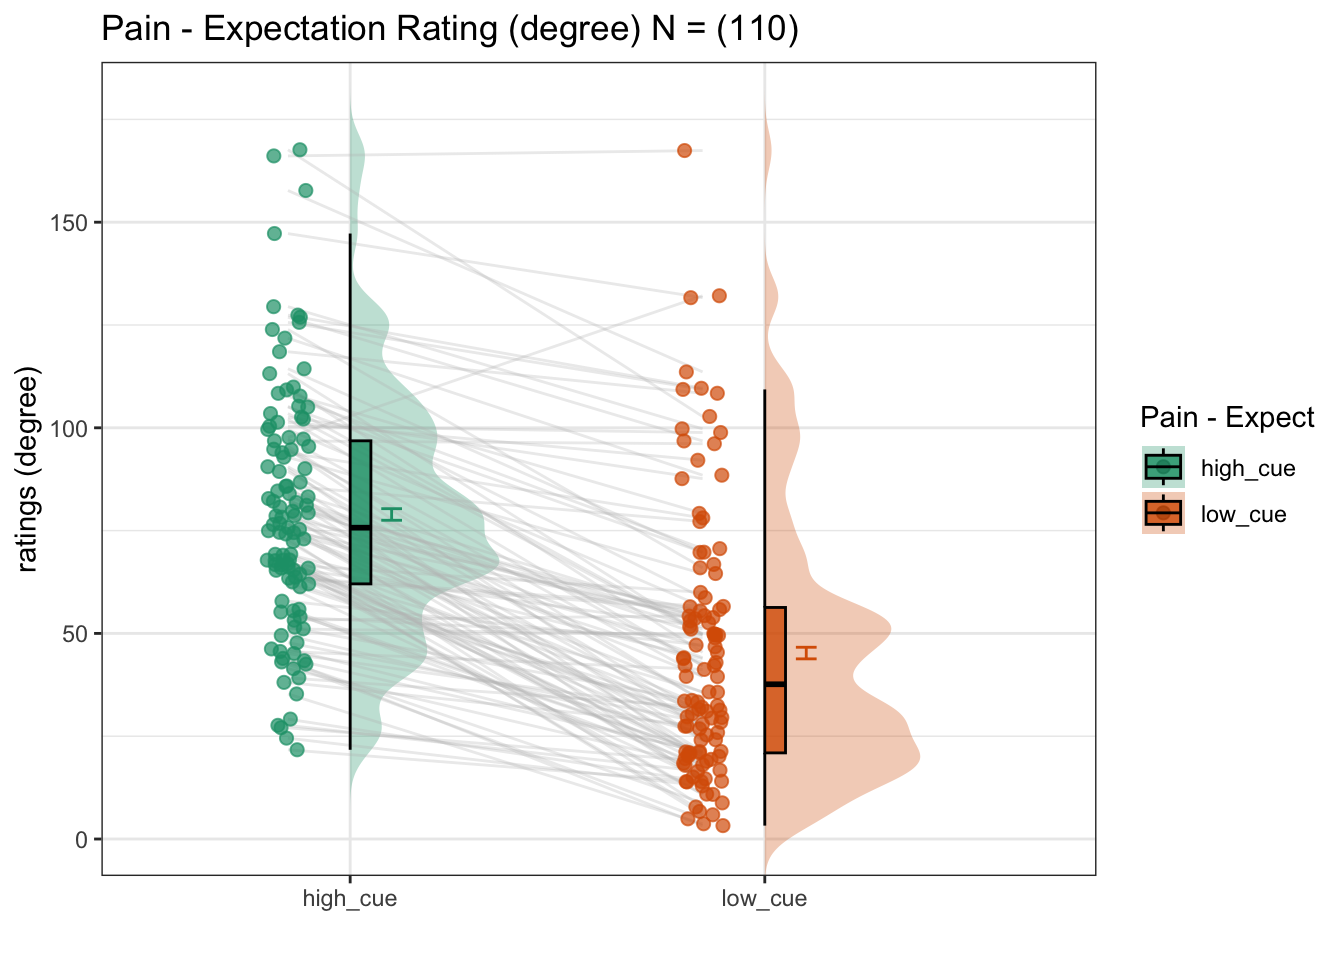 Pain - Expectation Rating (degree) N = (110)
ratings (degree)
150
100
50
0
high_cue
low_cue
Pain - Expect
high_cue
low_cue